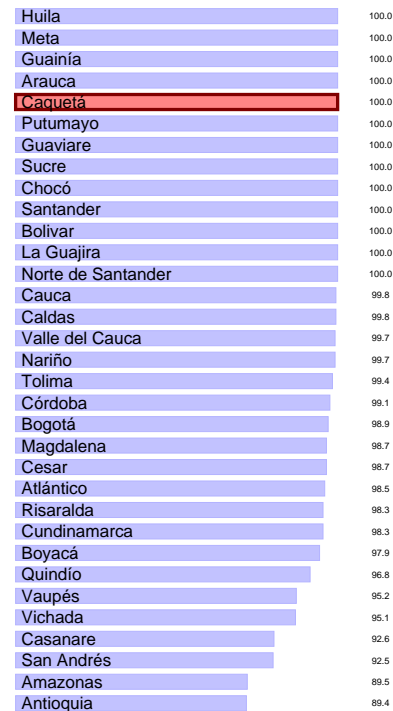 Huila 100.0
Meta 100.0
Guainía 100.0
Arauca 100.0
Caquetá 100.0
Putumayo 100.0
Guaviare 100.0
Sucre 100.0
Chocó 100.0
Santander 100.0
Bolivar 100.0
La Guajira 100.0
Norte de Santander 100.0
Cauca 99.8
Caldas 99.8
Valle del Cauca 99.7
Nariño 99.7
Tolima 99.4
Córdoba 99.1
Bogotá 98.9
Magdalena 98.7
Cesar 98.7
Atlántico 98.5
Risaralda 98.3
Cundinamarca 98.3
Boyacá 97.9
Quindío 96.8
Vaupés 95.2
Vichada 95.1
Casanare 92.6
San Andrés 92.5
Amazonas 89.5
Antioquia 89.4